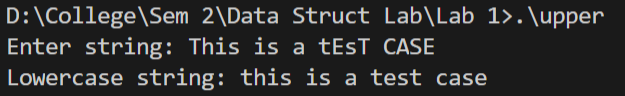 D:\College\Sem 2\Data Struct Lab\Lab 1>.\upper
Enter string: This is a tEsT CASE
Lowercase string: this is a test case